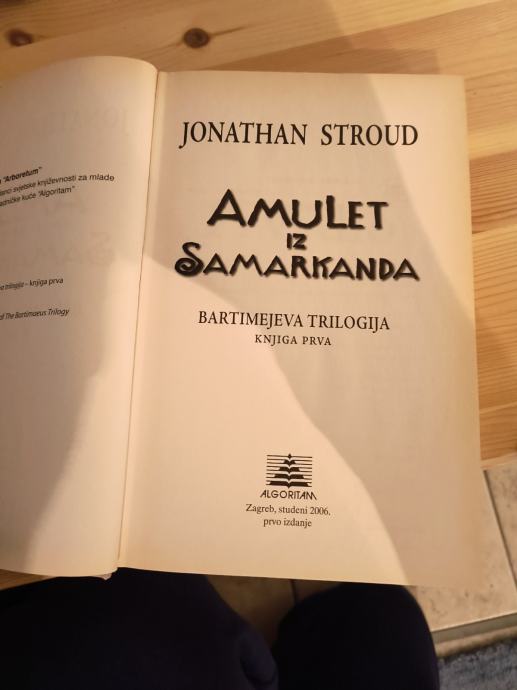 "Arboretum"
svjetske književnosti za mlade
kuće "Algoritam"
trilogija – knjiga prva
of The Bartimaeus Trilogy
JONATHAN STROUD
AMULET
IZ
SAMARKANDA
BARTIMEJEVA TRILOGIJA
KNJIGA PRVA
ALGORITAM
Zagreb, studeni 2006.
prvo izdanje